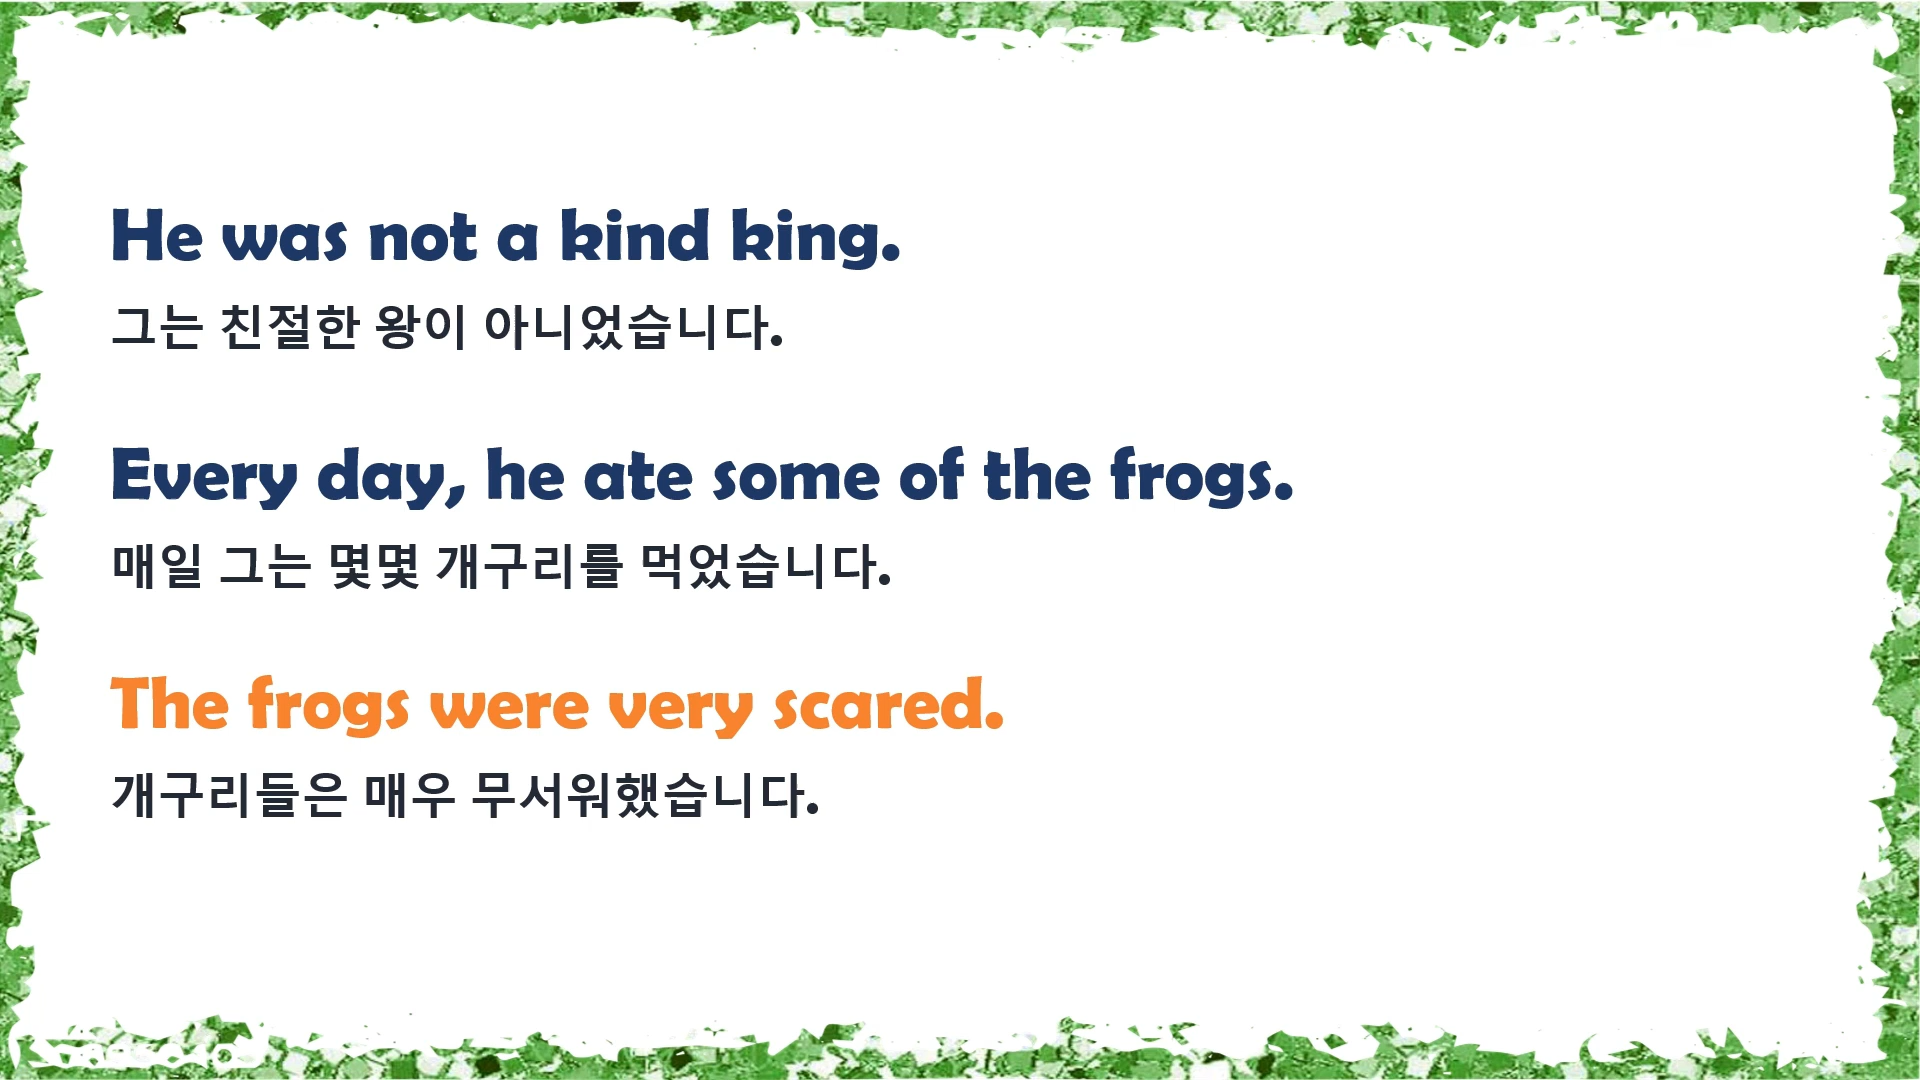 He was not a kind king.
그는 친절한 왕이 아니었습니다.
Every day, he ate some of the frogs.
매일 그는 몇몇 개구리를 먹었습니다.
The frogs were very scared.
개구리들은 매우 무서워했습니다.